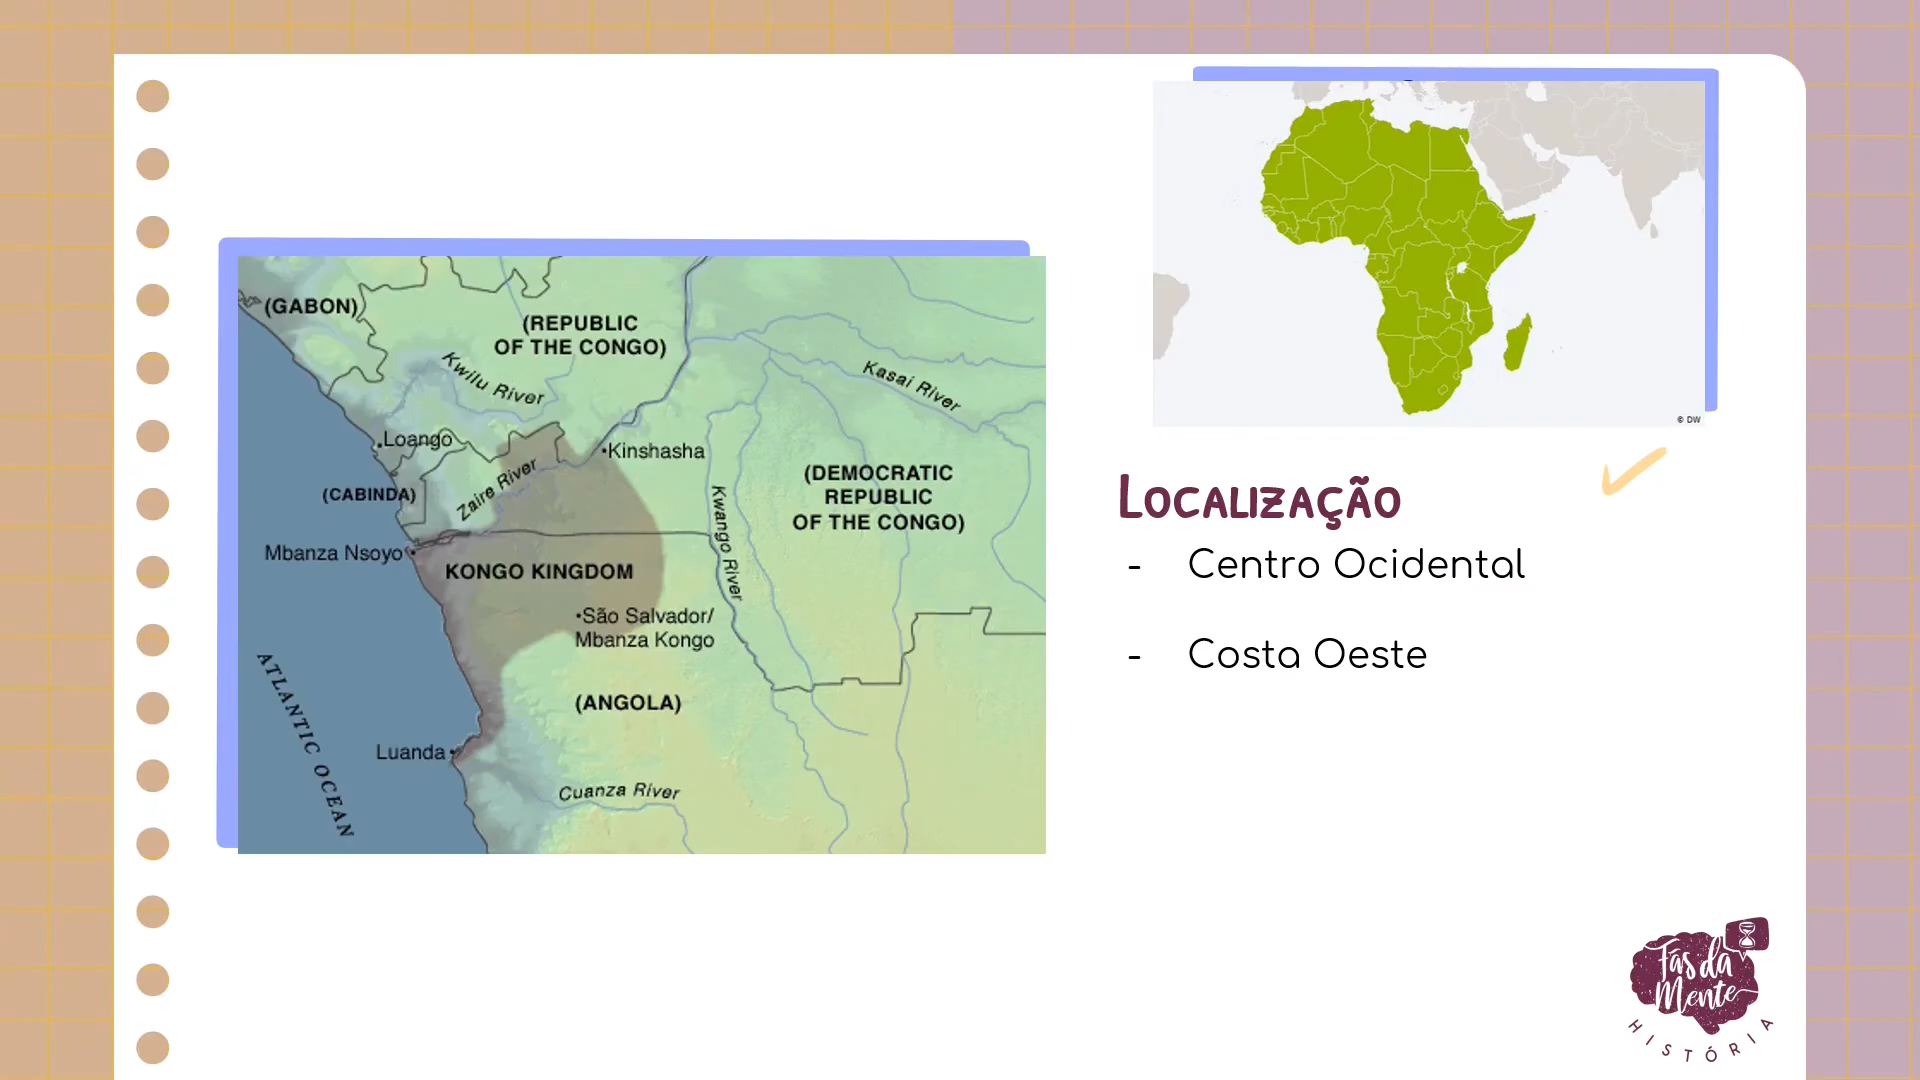 (GABON)
(REPUBLIC
OF THE CONGO)
Kwilu River
Kasai River
Loango
Kinshasha
Zaire River
(CABINDA)
(DEMOCRATIC
REPUBLIC
OF THE CONGO)
Kwango River
Mbanza Nsoyo
KONGO KINGDOM
São Salvador/
Mbanza Kongo
ATLANTIC OCEAN
(ANGOLA)
Luanda
Cuanza River
© DW
LOCALIZAÇÃO
- Centro Ocidental
- Costa Oeste
Fãs da
Mente
HISTÓRIA